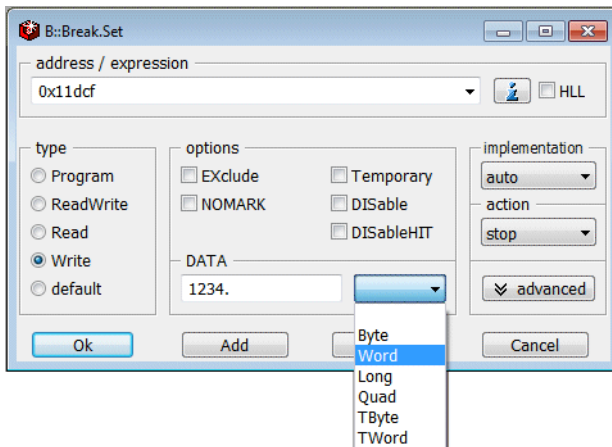 B::Break.Set
address / expression
0x11dcf
i
HLL
type
Program
ReadWrite
Read
Write
default
options
EXclude
NOMARK
Temporary
DISable
DISableHIT
DATA
1234.
implementation
auto
action
stop
advanced
Byte
Word
Long
Quad
TByte
TWord
Ok
Add
Cancel